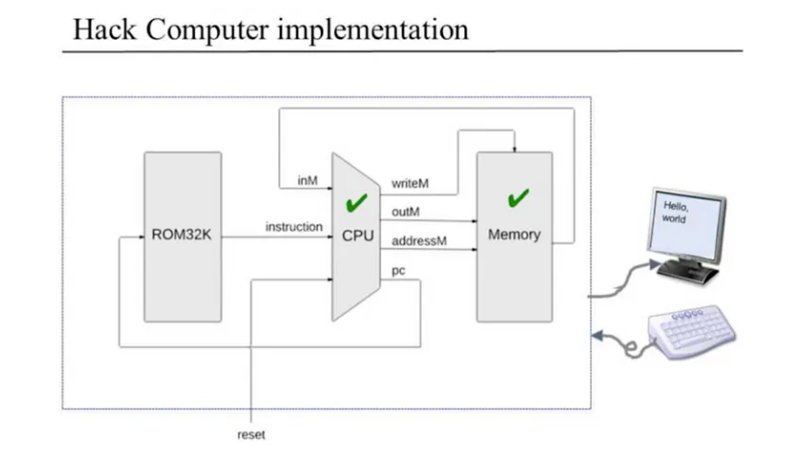 Hack Computer implementation
inM
writeM
outM
instruction
ROM32K
CPU
addressM
Memory
pc
reset
Hello,
world